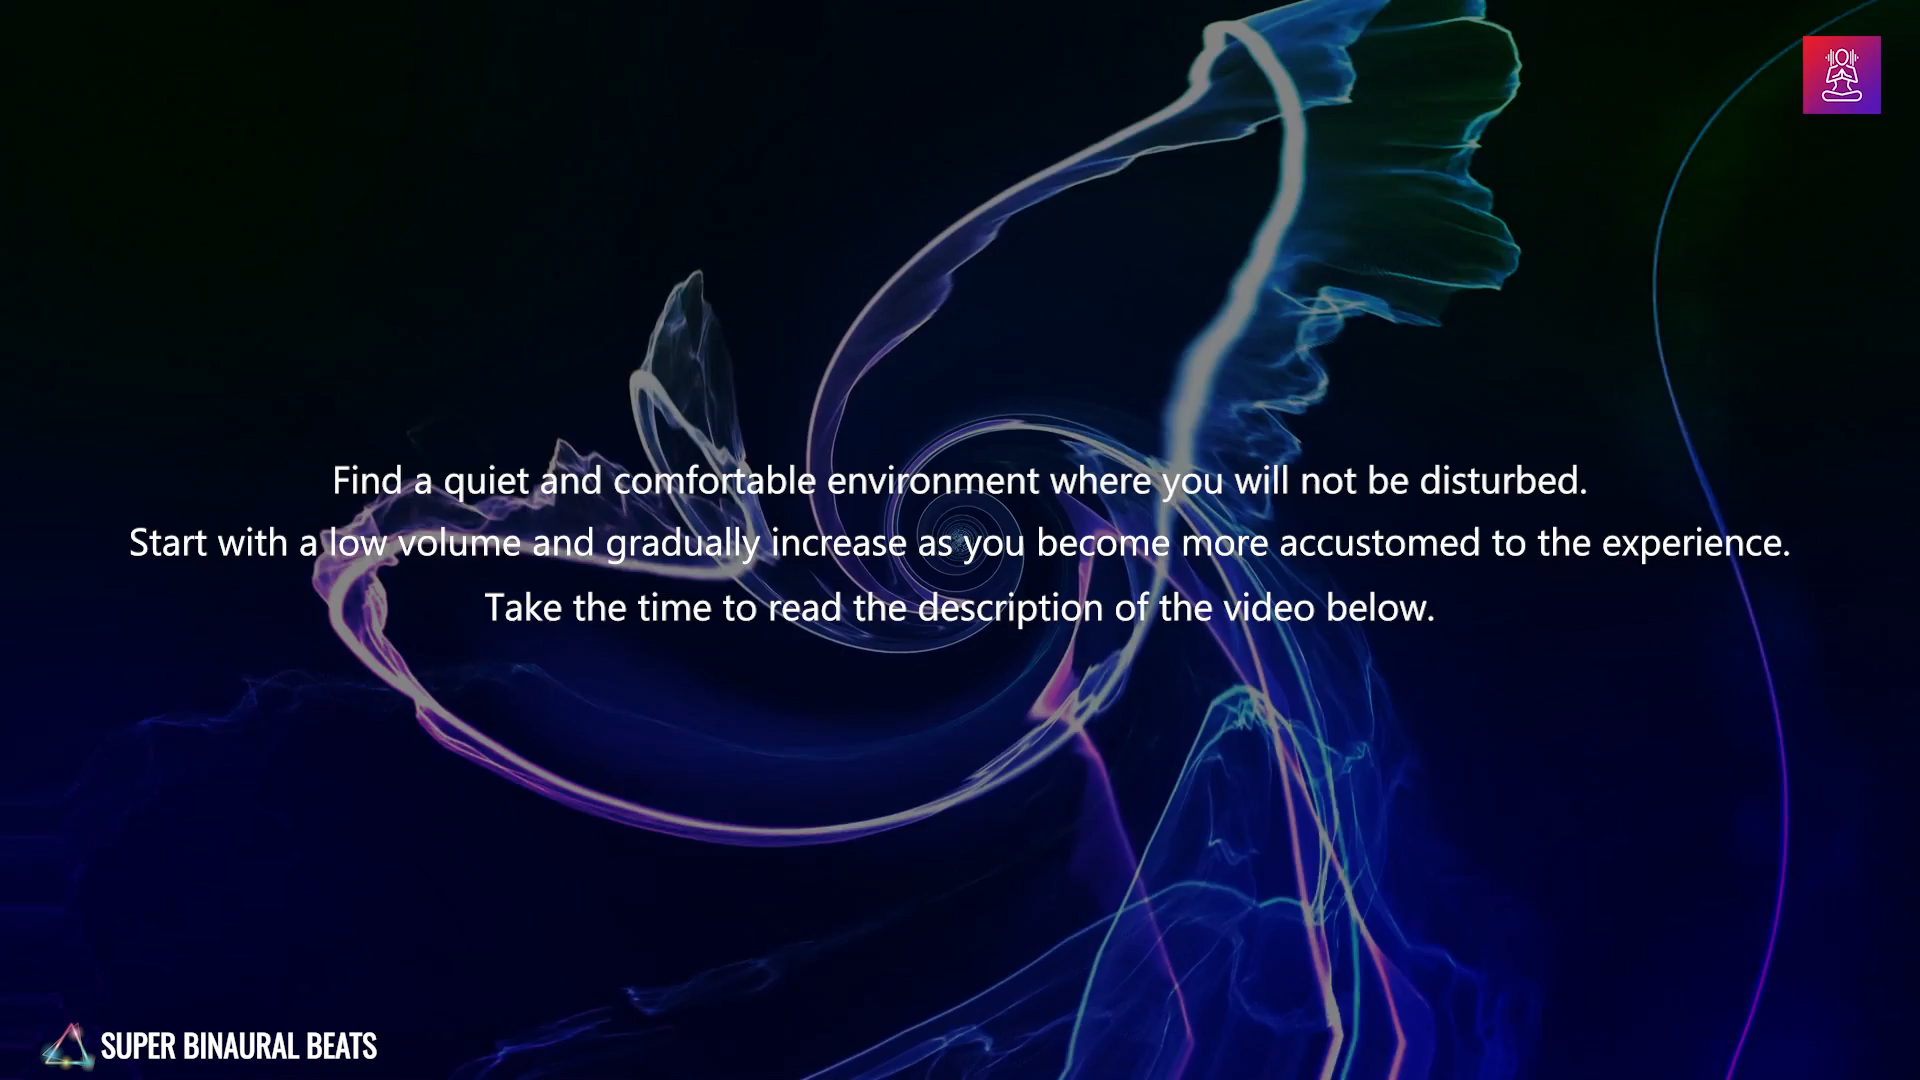 Find a quiet and comfortable environment where you will not be disturbed.
Start with a low volume and gradually increase as you become more accustomed to the experience.
Take the time to read the description of the video below.
SUPER BINAURAL BEATS